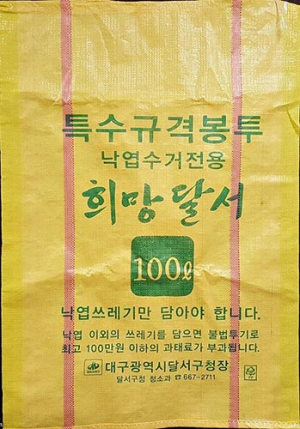 특수규격봉투
낙엽수거전용
희망달서
100ℓ
낙엽쓰레기만 담아야 합니다.
낙엽 이외의 쓰레기를 담으면 불법투기로
최고 100만원 이하의 과태료가 부과됩니다.
대구광역시달서구청장
달서구청 청소과 ☎ 667-2711